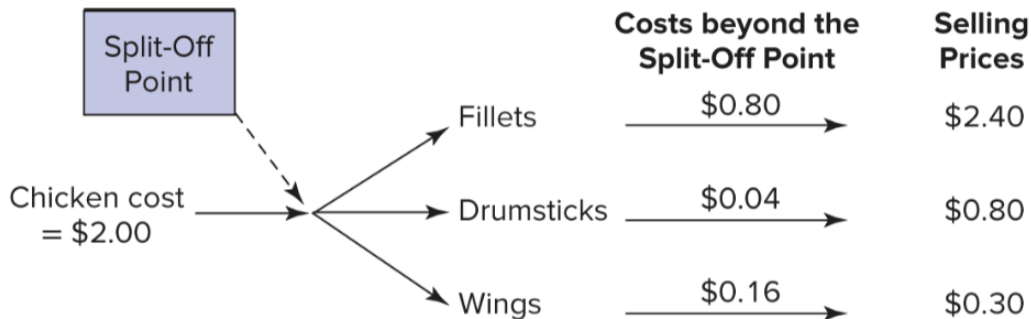 Split-Off
Point
Costs beyond the
Split-Off Point
Selling
Prices
Fillets
$0.80
$2.40
Chicken cost
= $2.00
Drumsticks
$0.04
$0.80
Wings
$0.16
$0.30